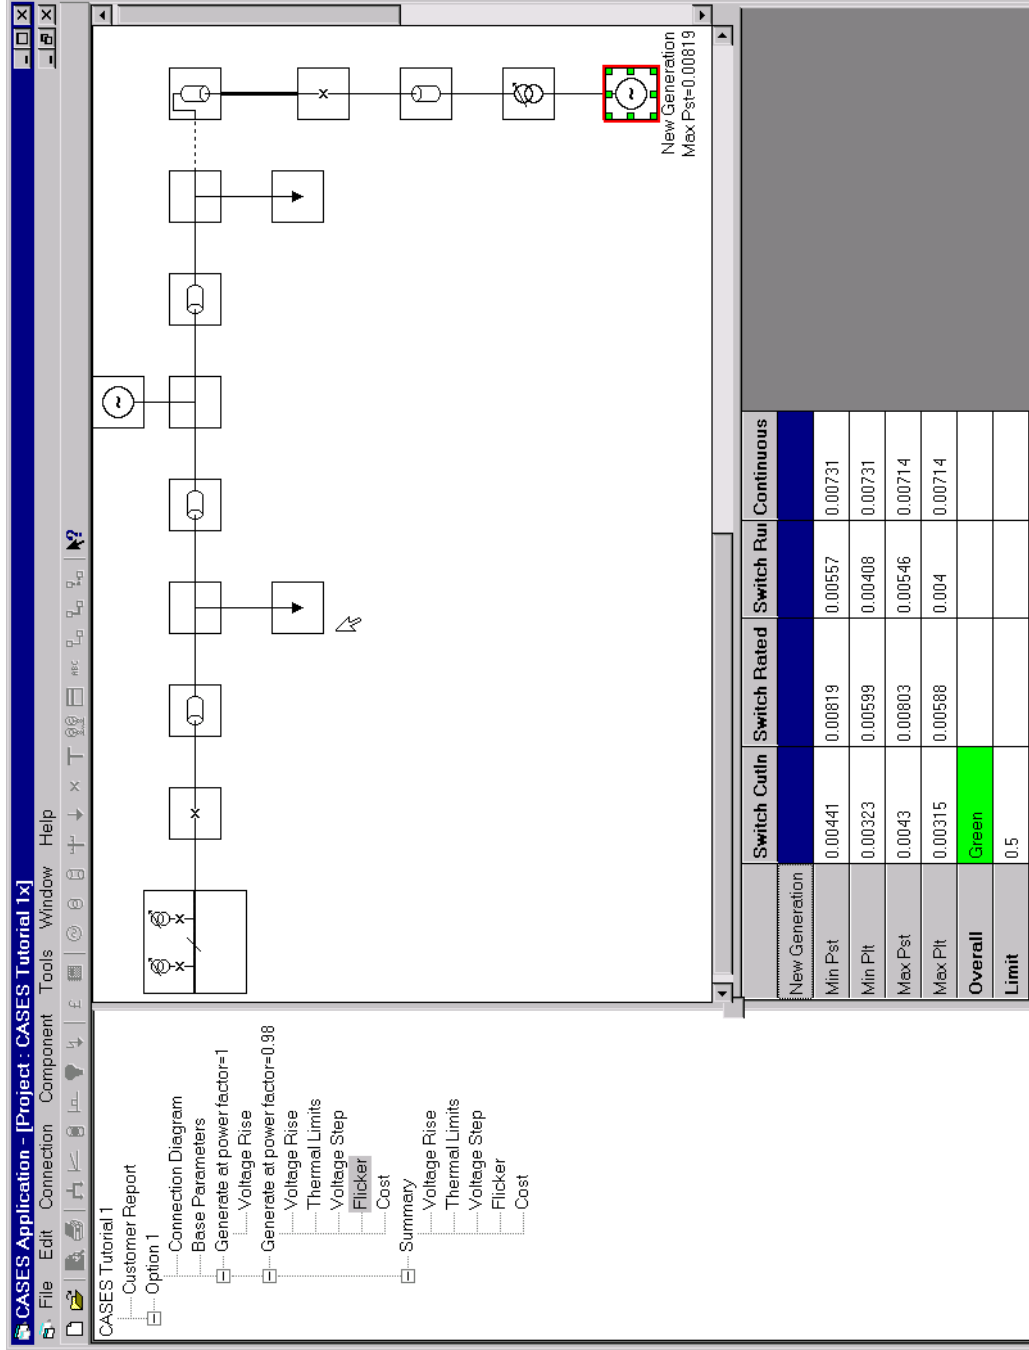 CASES Application - [Project : CASES Tutorial 1x]
File Edit Connection Component Tools Window Help
£ ABC
CASES Tutorial 1
Customer Report
Option 1
Connection Diagram
Base Parameters
Generate at power factor=1
Voltage Rise
Generate at power factor=0.98
Voltage Rise
Thermal Limits
Voltage Step
Flicker
Cost
Summary
Voltage Rise
Thermal Limits
Voltage Step
Flicker
Cost
New Generation
Max Pst=0.00819
Switch CutIn Switch Rated Switch Rui Continuous
New Generation
Min Pst 0.00441 0.00819 0.00557 0.00731
Min Plt 0.00323 0.00599 0.00408 0.00731
Max Pst 0.0043 0.00803 0.00546 0.00714
Max Plt 0.00315 0.00588 0.004 0.00714
Overall Green
Limit 0.5